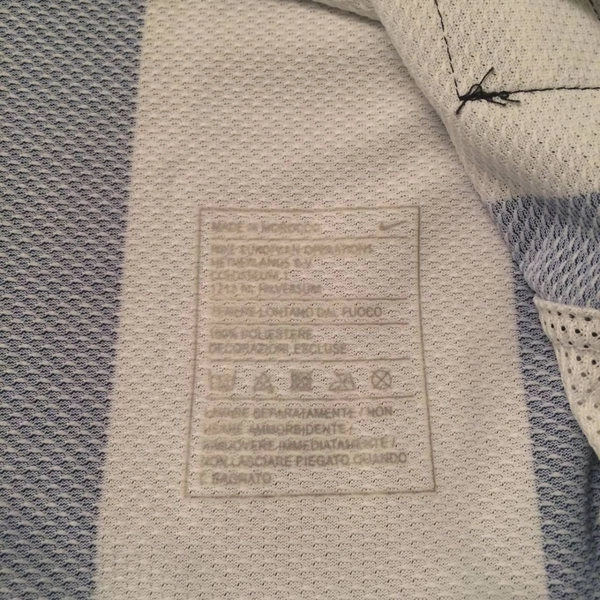 MADE IN MOROCCO
NIKE EUROPEAN OPERATIONS
NETHERLANDS B.V.
COLOSSEUM 1
1213 NL HILVERSUM
TENERE LONTANO DAL FUOCO
100% POLIESTERE
DECORAZIONI ESCLUSE
LAVARE SEPARATAMENTE / NON
USARE AMMORBIDENTE /
RIMUOVERE IMMEDIATAMENTE /
NON LASCIARE PIEGATO QUANDO
È BAGNATO